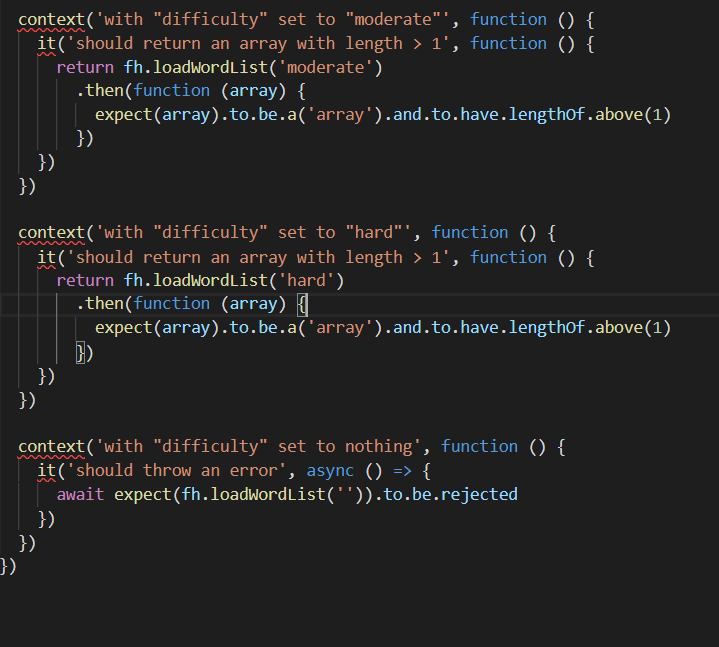 context('with "difficulty" set to "moderate"', function () {
it('should return an array with length > 1', function () {
return fh.loadWordList('moderate')
.then(function (array) {
expect(array).to.be.a('array').and.to.have.lengthOf.above(1)
})
})
})
context('with "difficulty" set to "hard"', function () {
it('should return an array with length > 1', function () {
return fh.loadWordList('hard')
.then(function (array) {
expect(array).to.be.a('array').and.to.have.lengthOf.above(1)
})
})
})
context('with "difficulty" set to nothing', function () {
it('should throw an error', async () => {
await expect(fh.loadWordList('')).to.be.rejected
})
})
})